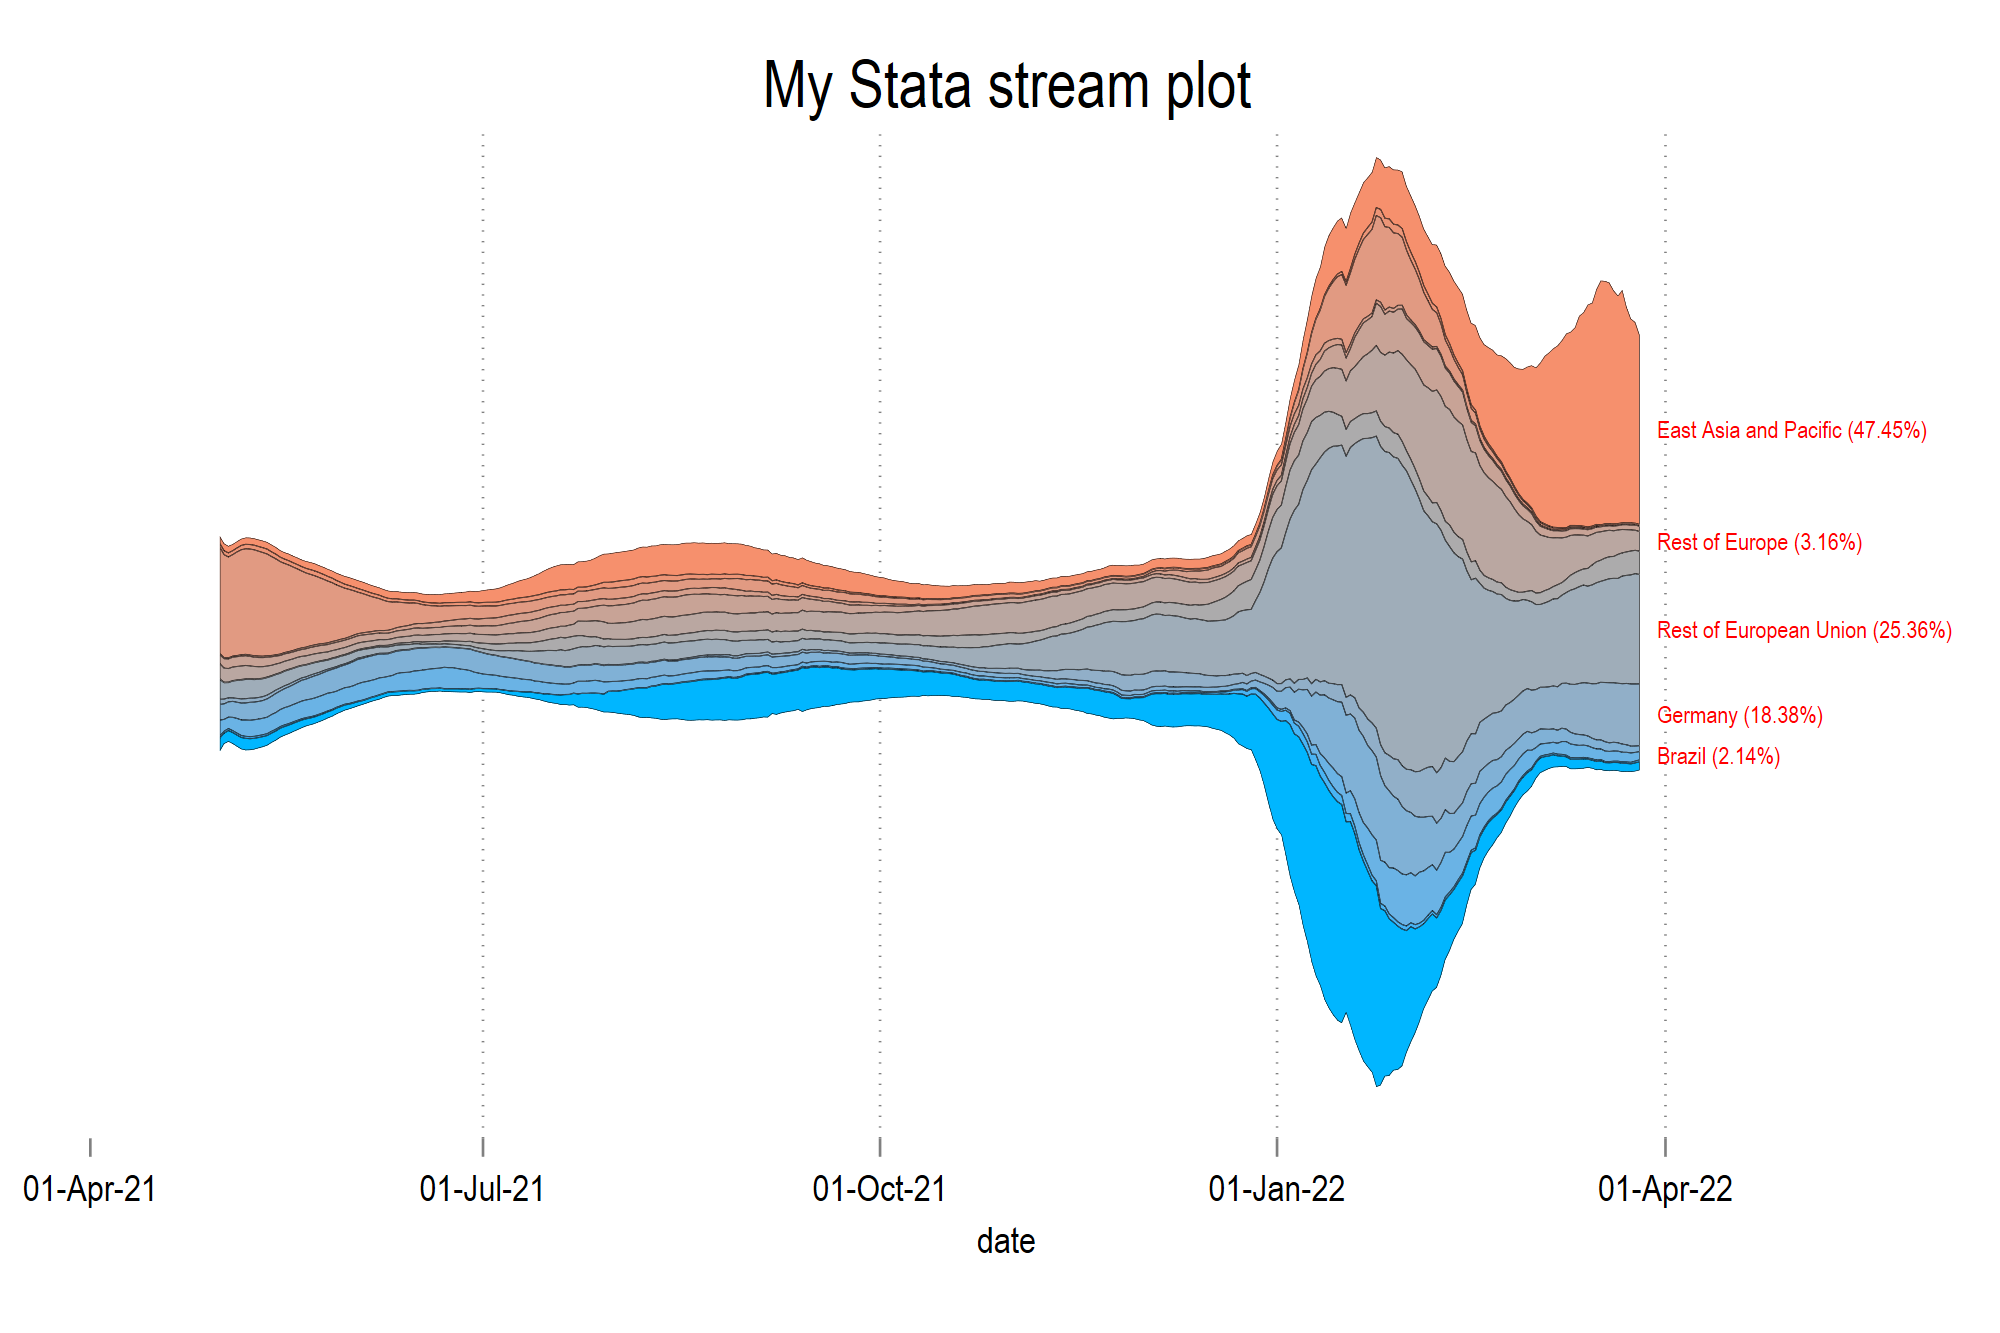 My Stata stream plot
East Asia and Pacific (47.45%)
Rest of Europe (3.16%)
Rest of European Union (25.36%)
Germany (18.38%)
Brazil (2.14%)
01-Apr-21
01-Jul-21
01-Oct-21
01-Jan-22
01-Apr-22
date